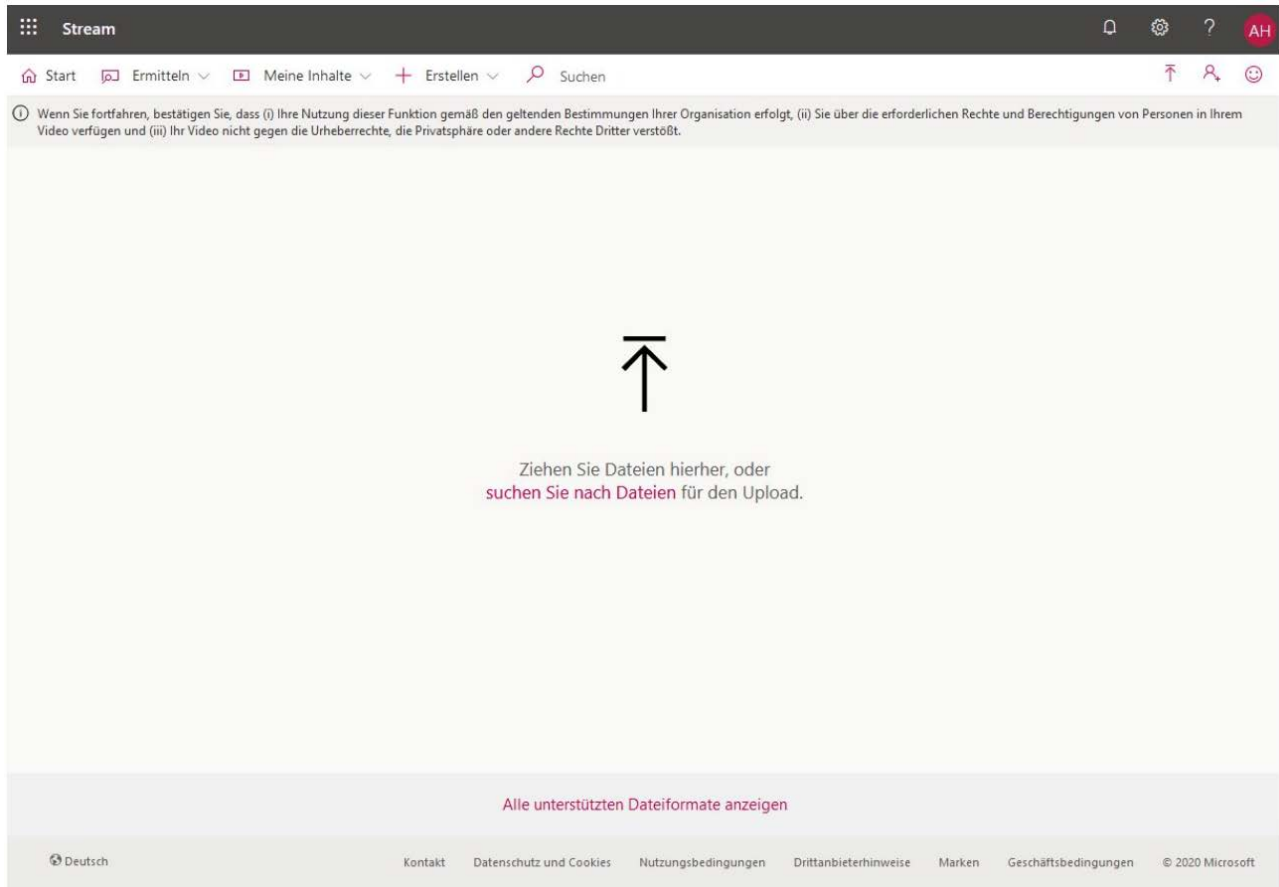 Stream
AH
Start Ermitteln Meine Inhalte Erstellen Suchen
Wenn Sie fortfahren, bestätigen Sie, dass (i) Ihre Nutzung dieser Funktion gemäß den geltenden Bestimmungen Ihrer Organisation erfolgt, (ii) Sie über die erforderlichen Rechte und Berechtigungen von Personen in Ihrem
Video verfügen und (iii) Ihr Video nicht gegen die Urheberrechte, die Privatsphäre oder andere Rechte Dritter verstößt.
Ziehen Sie Dateien hierher, oder
suchen Sie nach Dateien für den Upload.
Alle unterstützten Dateiformate anzeigen
Deutsch Kontakt Datenschutz und Cookies Nutzungsbedingungen Drittanbieterhinweise Marken Geschäftsbedingungen © 2020 Microsoft